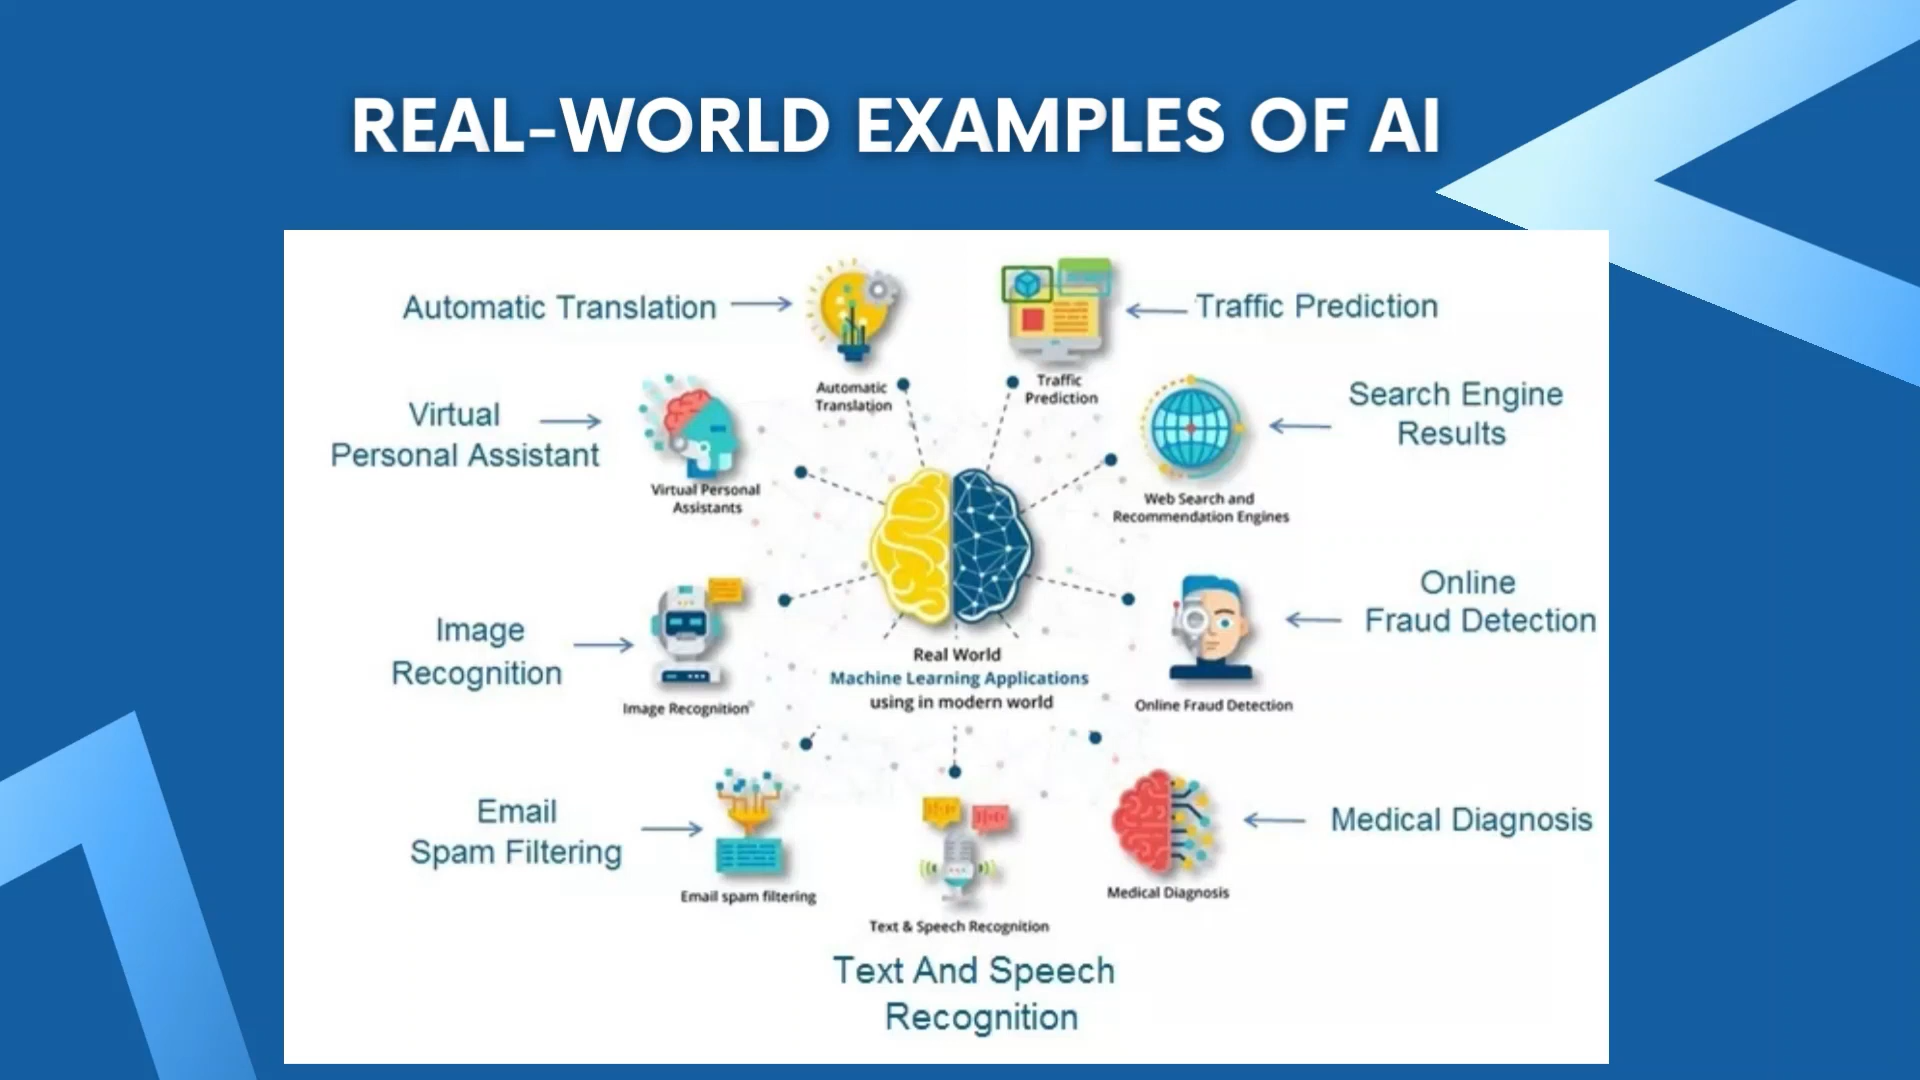 REAL-WORLD EXAMPLES OF AI
Automatic Translation
Automatic
Translation
Traffic Prediction
Traffic
Prediction
Virtual
Personal Assistant
Virtual Personal
Assistants
Search Engine
Results
Web Search and
Recommendation Engines
Image
Recognition
Image Recognition
Real World
Machine Learning Applications
using in modern world
Online
Fraud Detection
Online Fraud Detection
Email
Spam Filtering
Email spam filtering
Text & Speech Recognition
Text And Speech
Recognition
Medical Diagnosis
Medical Diagnosis